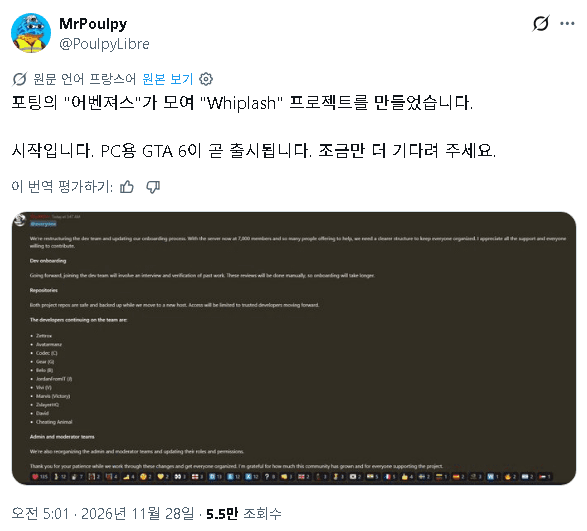 MrPoulpy
@PoulpyLibre
원문 언어 프랑스어 원본 보기
포팅의 "어벤져스"가 모여 "Whiplash" 프로젝트를 만들었습니다.
시작입니다. PC용 GTA 6이 곧 출시됩니다. 조금만 더 기다려 주세요.
이 번역 평가하기:
@everyone
We're restructuring the dev team and updating our onboarding process. With the server now at 7,000 members and so many people offering to help, we need a clearer structure to keep everyone organized. I appreciate all the support and everyone
willing to contribute.
Dev onboarding
Going forward, joining the dev team will involve an interview and verification of past work. These reviews will be done manually, so onboarding will take longer.
Repositories
Both project repos are safe and backed up while we move to a new host. Access will be limited to trusted developers moving forward.
The developers continuing on the team are:
Zetrox
Avatarmanz
Codec (C)
Gear (G)
Belu (B)
JordanFromIT (J)
Vixi (V)
Marvis (Victory)
David
Cheating Animal
Admin and moderator teams
We're also reorganizing the admin and moderator teams and updating their roles and permissions.
Thank you for your patience while we work through these changes and get everyone organized. I'm grateful for how much this community has grown and for everyone supporting the project.
오전 5:01 · 2026년 11월 28일 · 5.5만 조회수